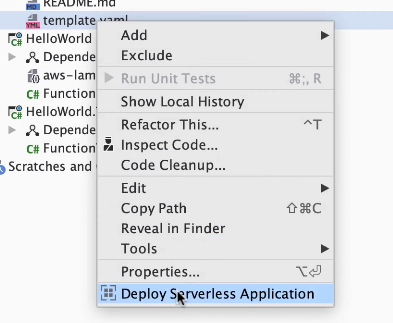 README.md
template.yaml
Add
Exclude
HelloWorld
Run Unit Tests ⌘;, R
Depende
aws-lam
Show Local History
Function
Refactor This... ^T
HelloWorld.
Inspect Code...
Depende
Code Cleanup...
Function
Scratches and
Edit
Copy Path ⇧⌘C
Reveal in Finder
Tools
Properties... ⌥⏎
Deploy Serverless Application